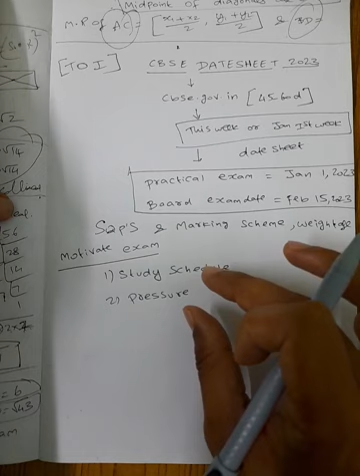 Midpoint of diagonals
M.P of AC = [x1+x2/2, y1+y2/2] & BD=
[TOI] CBSE DATESHEET 2023
↓
cbse.gov.in [45-60d]
↓
This week or Jan 1st week
↓ date sheet
practical exam = Jan 1, 2023
Board exam date = Feb 15, 2023
SQP'S & Marking Scheme, weightage
Motivate exam
1) Study Schedule
2) Pressure